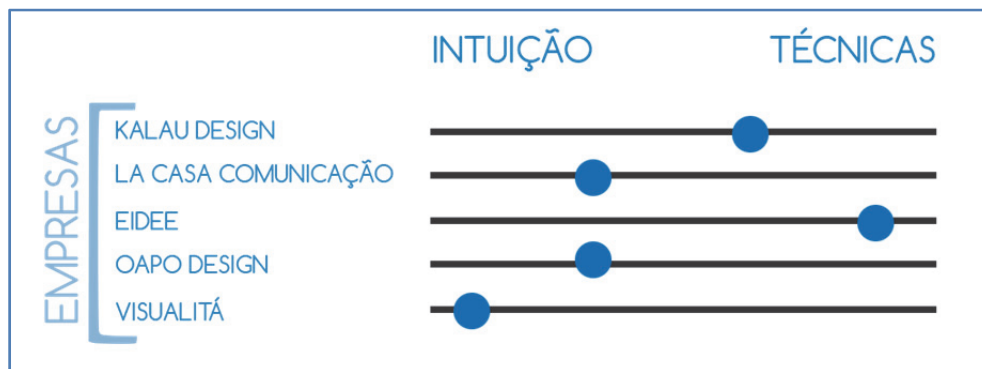 INTUIÇÃO TÉCNICAS
EMPRESAS
KALAU DESIGN
LA CASA COMUNICAÇÃO
EIDEE
OAPO DESIGN
VISUALITÁ